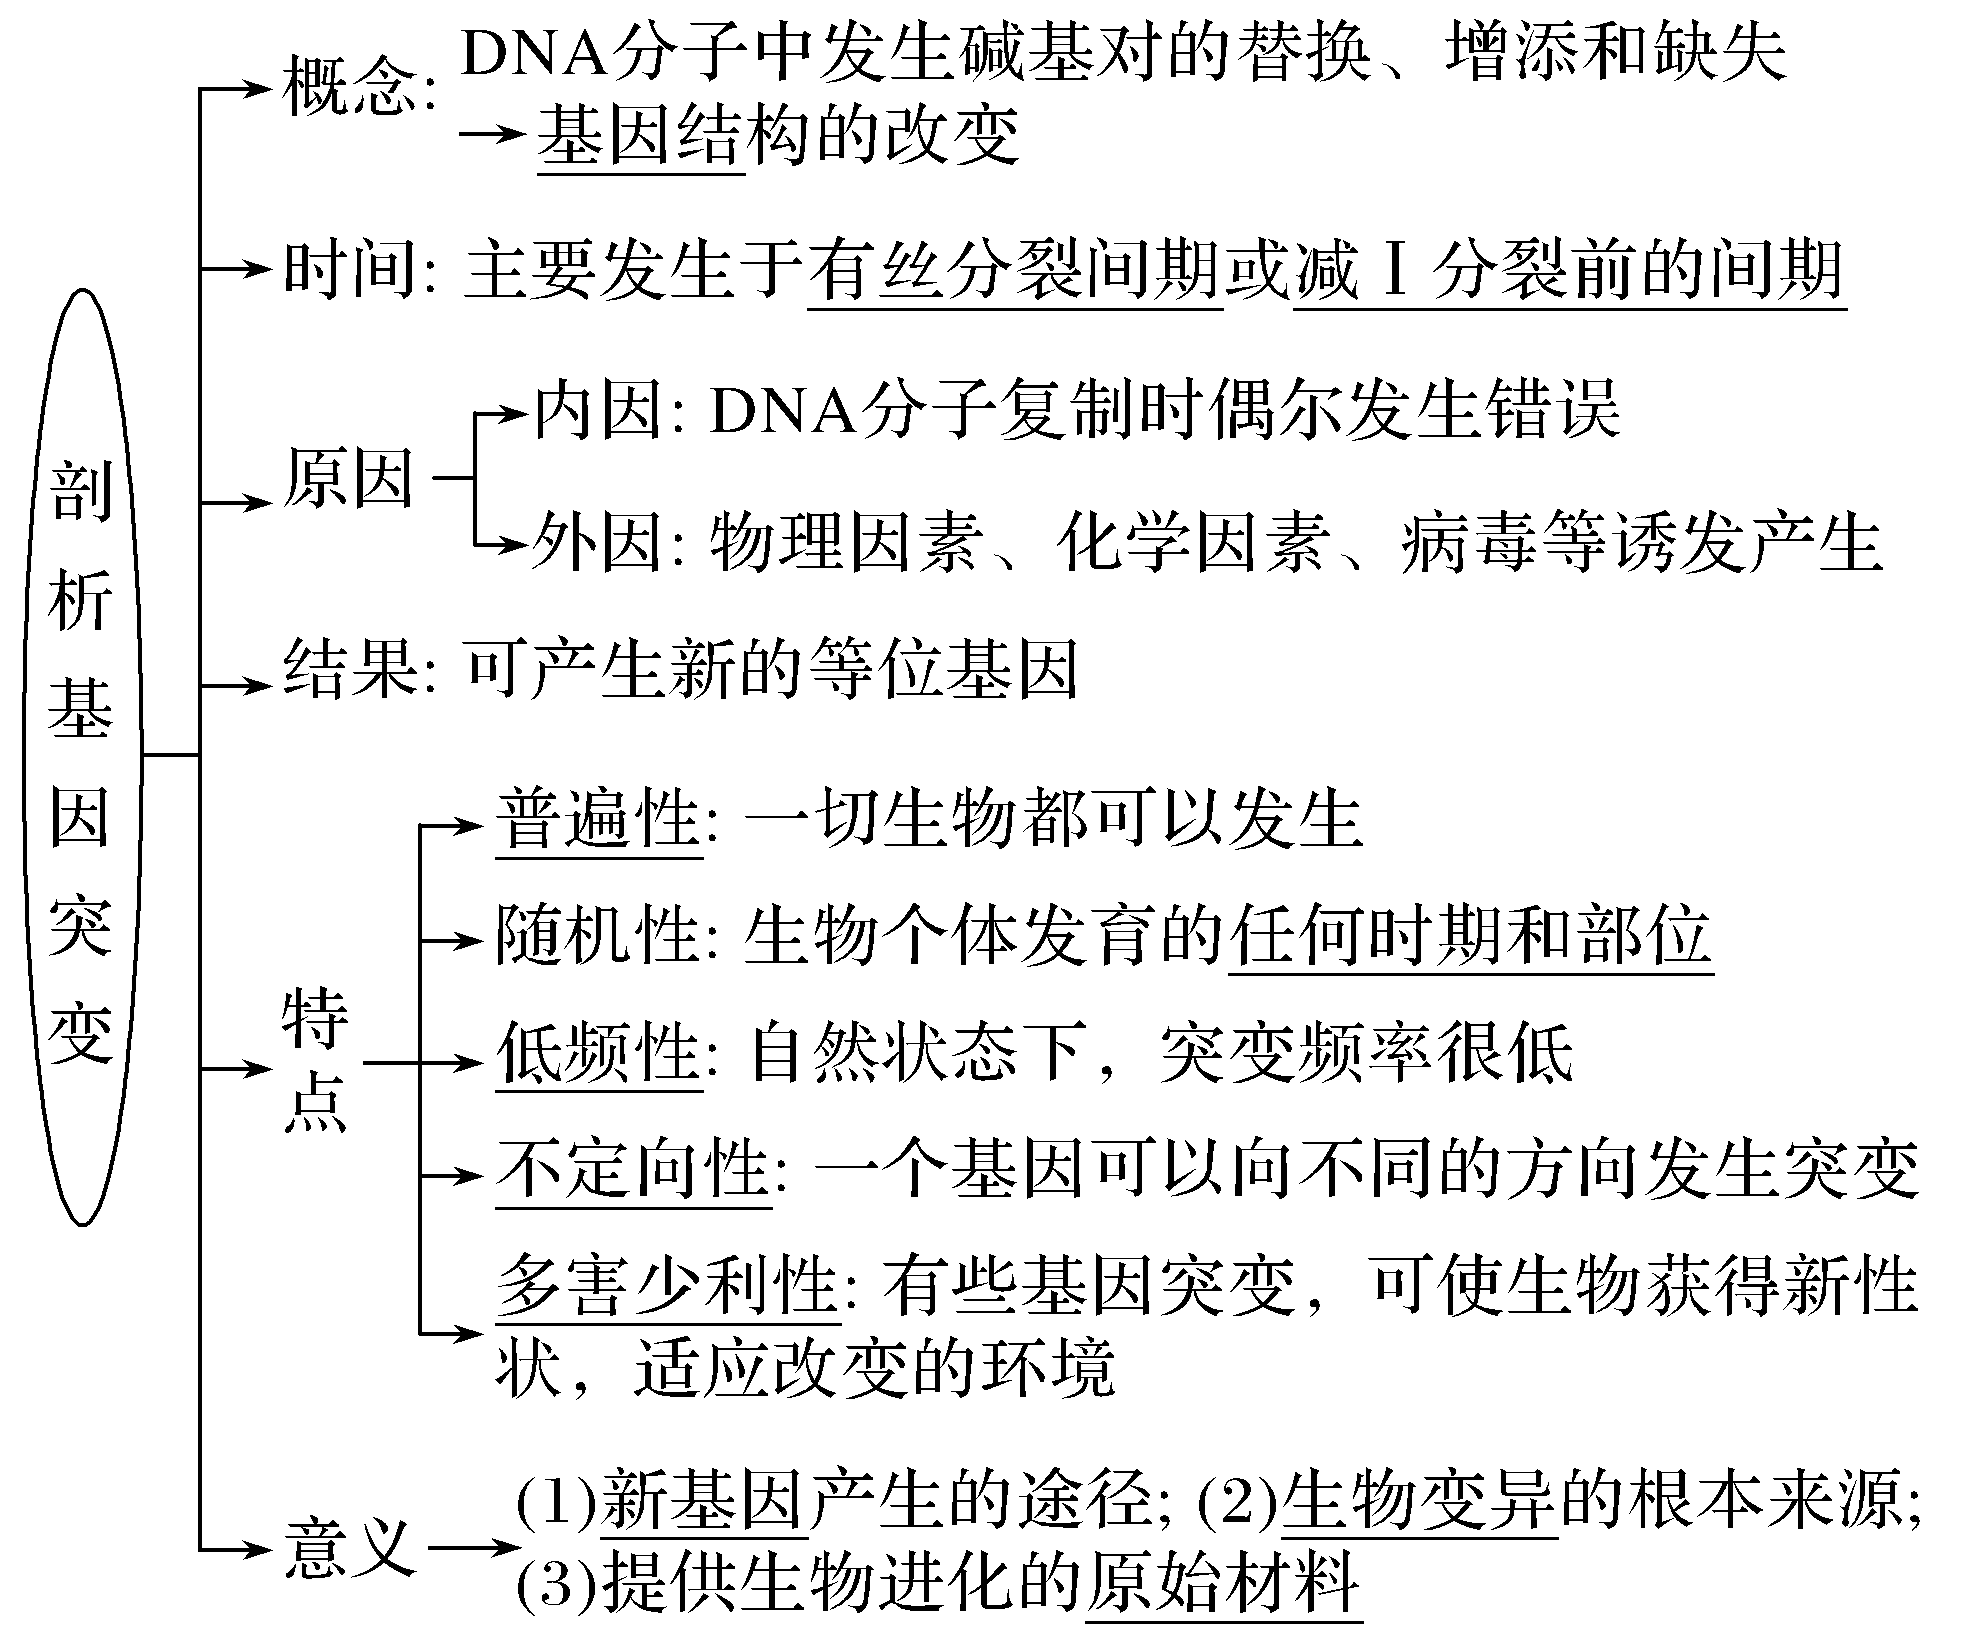 剖析基因突变
概念:DNA分子中发生碱基对的替换、增添和缺失
基因结构的改变
时间:主要发生于有丝分裂间期或减Ⅰ分裂前的间期
原因
内因:DNA分子复制时偶尔发生错误
外因:物理因素、化学因素、病毒等诱发产生
结果:可产生新的等位基因
特点
普遍性:一切生物都可以发生
随机性:生物个体发育的任何时期和部位
低频性:自然状态下，突变频率很低
不定向性:一个基因可以向不同的方向发生突变
多害少利性:有些基因突变，可使生物获得新性
状，适应改变的环境
意义
(1)新基因产生的途径;(2)生物变异的根本来源;
(3)提供生物进化的原始材料